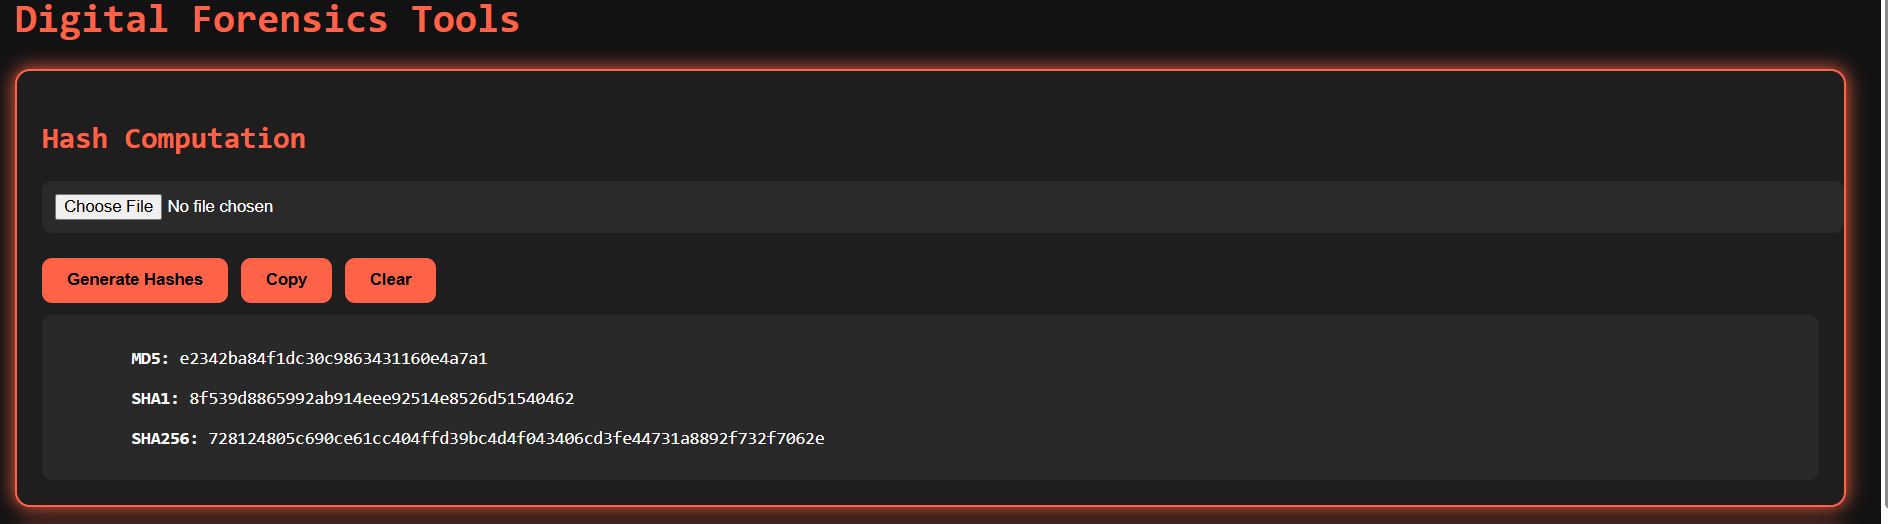 Digital Forensics Tools
Hash Computation
Choose File No file chosen
Generate Hashes Copy Clear
MD5: e2342ba84f1dc30c9863431160e4a7a1
SHA1: 8f539d8865992ab914eee92514e8526d51540462
SHA256: 728124805c690ce61cc404ffd39bc4d4f043406cd3fe44731a8892f732f7062e